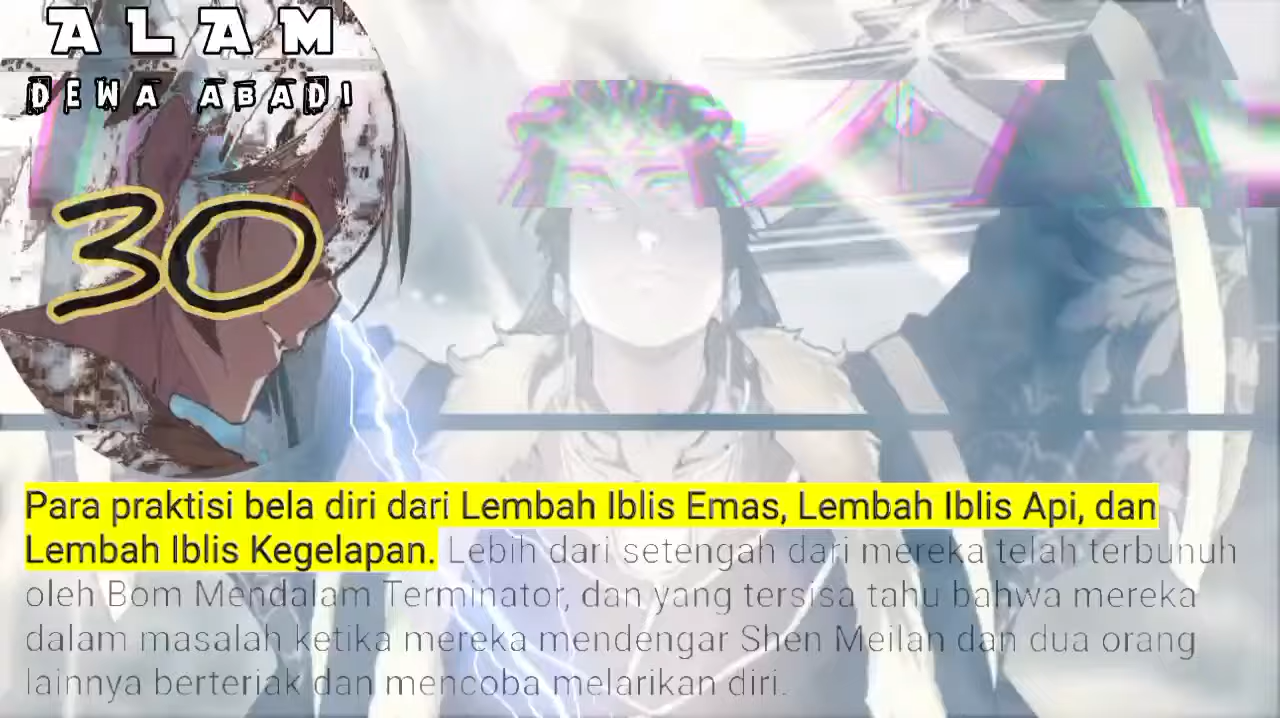 ALAM
DEWA ABADI
30
Para praktisi bela diri dari Lembah Iblis Emas, Lembah Iblis Api, dan
Lembah Iblis Kegelapan. Lebih dari setengah dari mereka telah terbunuh
oleh Bom Mendalam Terminator, dan yang tersisa tahu bahwa mereka
dalam masalah ketika mereka mendengar Shen Meilan dan dua orang
lainnya berteriak dan mencoba melarikan diri.